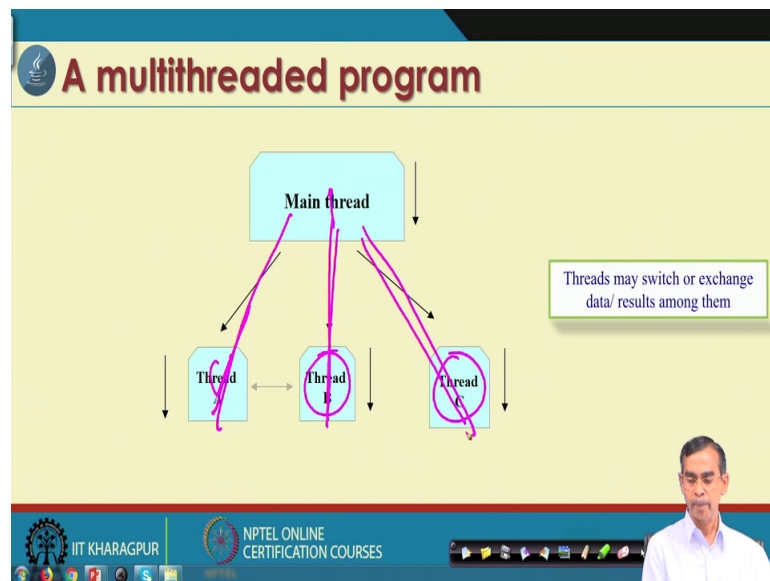 A multithreaded program
Main thread
Threads may switch or exchange
data/ results among them
Thread
A
Thread
B
Thread
C
IIT KHARAGPUR
NPTEL ONLINE
CERTIFICATION COURSES